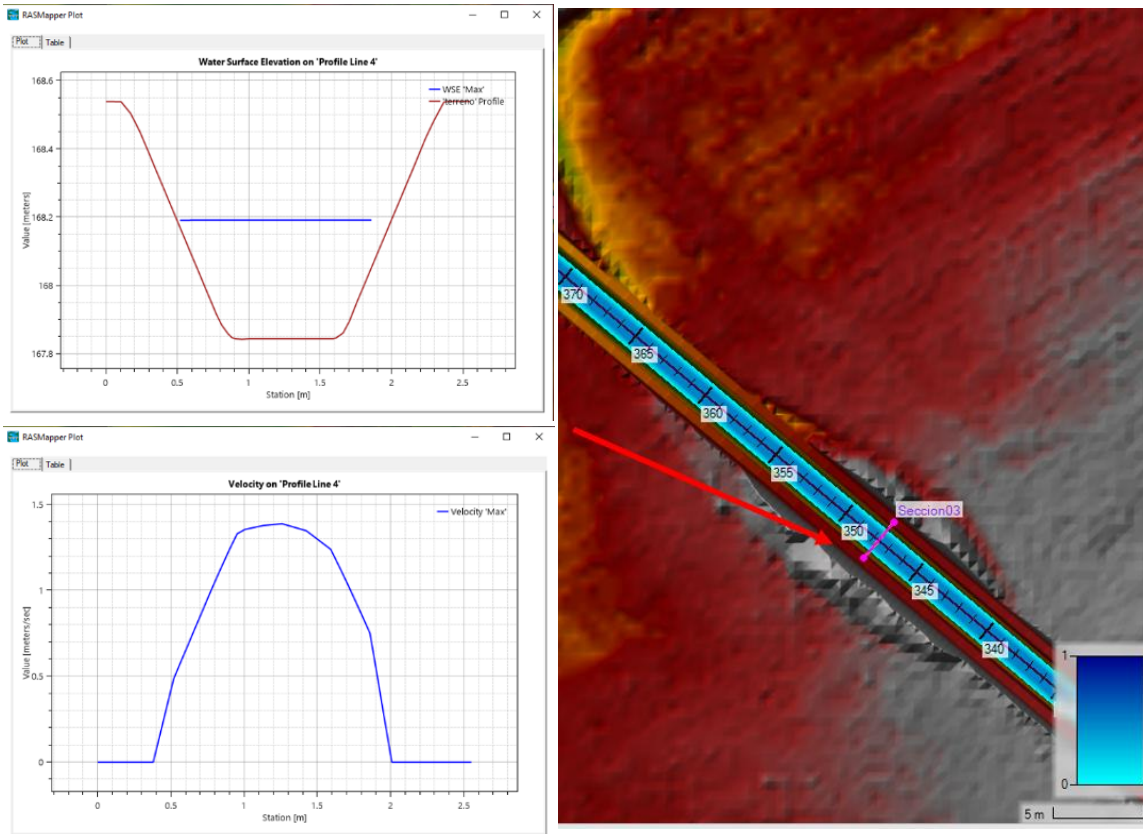 RASMapper Plot
Plot
Table
Water Surface Elevation on 'Profile Line 4'
WSE 'Max'
'terreno' Profile
Value [meters]
168.6
168.4
168.2
168
167.8
0
0.5
1
1.5
2
2.5
Station [m]
RASMapper Plot
Plot
Table
Velocity on 'Profile Line 4'
Velocity 'Max'
Value [meters/sec]
1.5
1
0.5
0
0
0.5
1
1.5
2
2.5
Station [m]
370
365
360
355
350
Seccion03
345
340
1
0
5 m